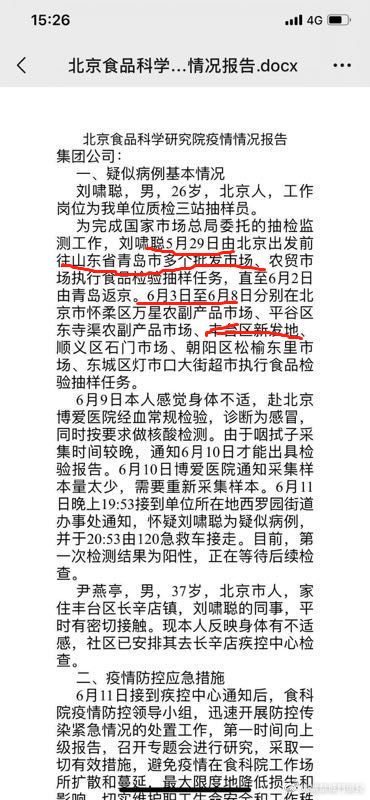 15:26
4G
北京食品科学...情况报告.docx
北京食品科学研究院疫情情况报告
集团公司：
一、疑似病例基本情况
刘啸聪，男，26岁，北京人，工作
岗位为我单位质检三站抽样员。
为完成国家市场总局委托的抽检监
测工作，刘啸聪5月29日由北京出发前
往山东省青岛市多个批发市场、农贸市
场执行食品检验抽样任务，直至6月2日
由青岛返京。6月3日至6月8日分别在北
京市怀柔区万星农副产品市场、平谷区
东寺渠农副产品市场、丰台区新发地、
顺义区石门市场、朝阳区松榆东里市
场、东城区灯市口大街超市执行食品检
验抽样任务。
6月9日本人感觉身体不适，赴北京
博爱医院经血常规检验，诊断为感冒，
同时按要求做核酸检测。由于咽拭子采
集时间较晚，通知6月10日才能出具检
验报告。6月10日博爱医院通知采集样
本量太少，需要重新采集样本。6月11
日晚上19:53接到单位所在地西罗园街道
办事处通知，怀疑刘啸聪为疑似病例，
并于20:53由120急救车接走。目前，第
一次检测结果为阳性，正在等待后续检
查。
尹燕亭，男，37岁，北京市人，家
住丰台区长辛店镇，刘啸聪的同事，平
时有密切接触。现本人反映身体有不适
感，社区已安排其去长辛店疾控中心检
查。
二、疫情防控应急措施
6月11日接到疾控中心通知后，食科
院疫情防控领导小组，迅速开展防控传
染紧急情况的处置工作，第一时间向上
级报告，召开专题会进行研究，采取一
切有效措施，避免疫情在食科院工作场
所扩散和蔓延，最大限度地降低损失和
影响，切实维护职工生命安全和工作秩